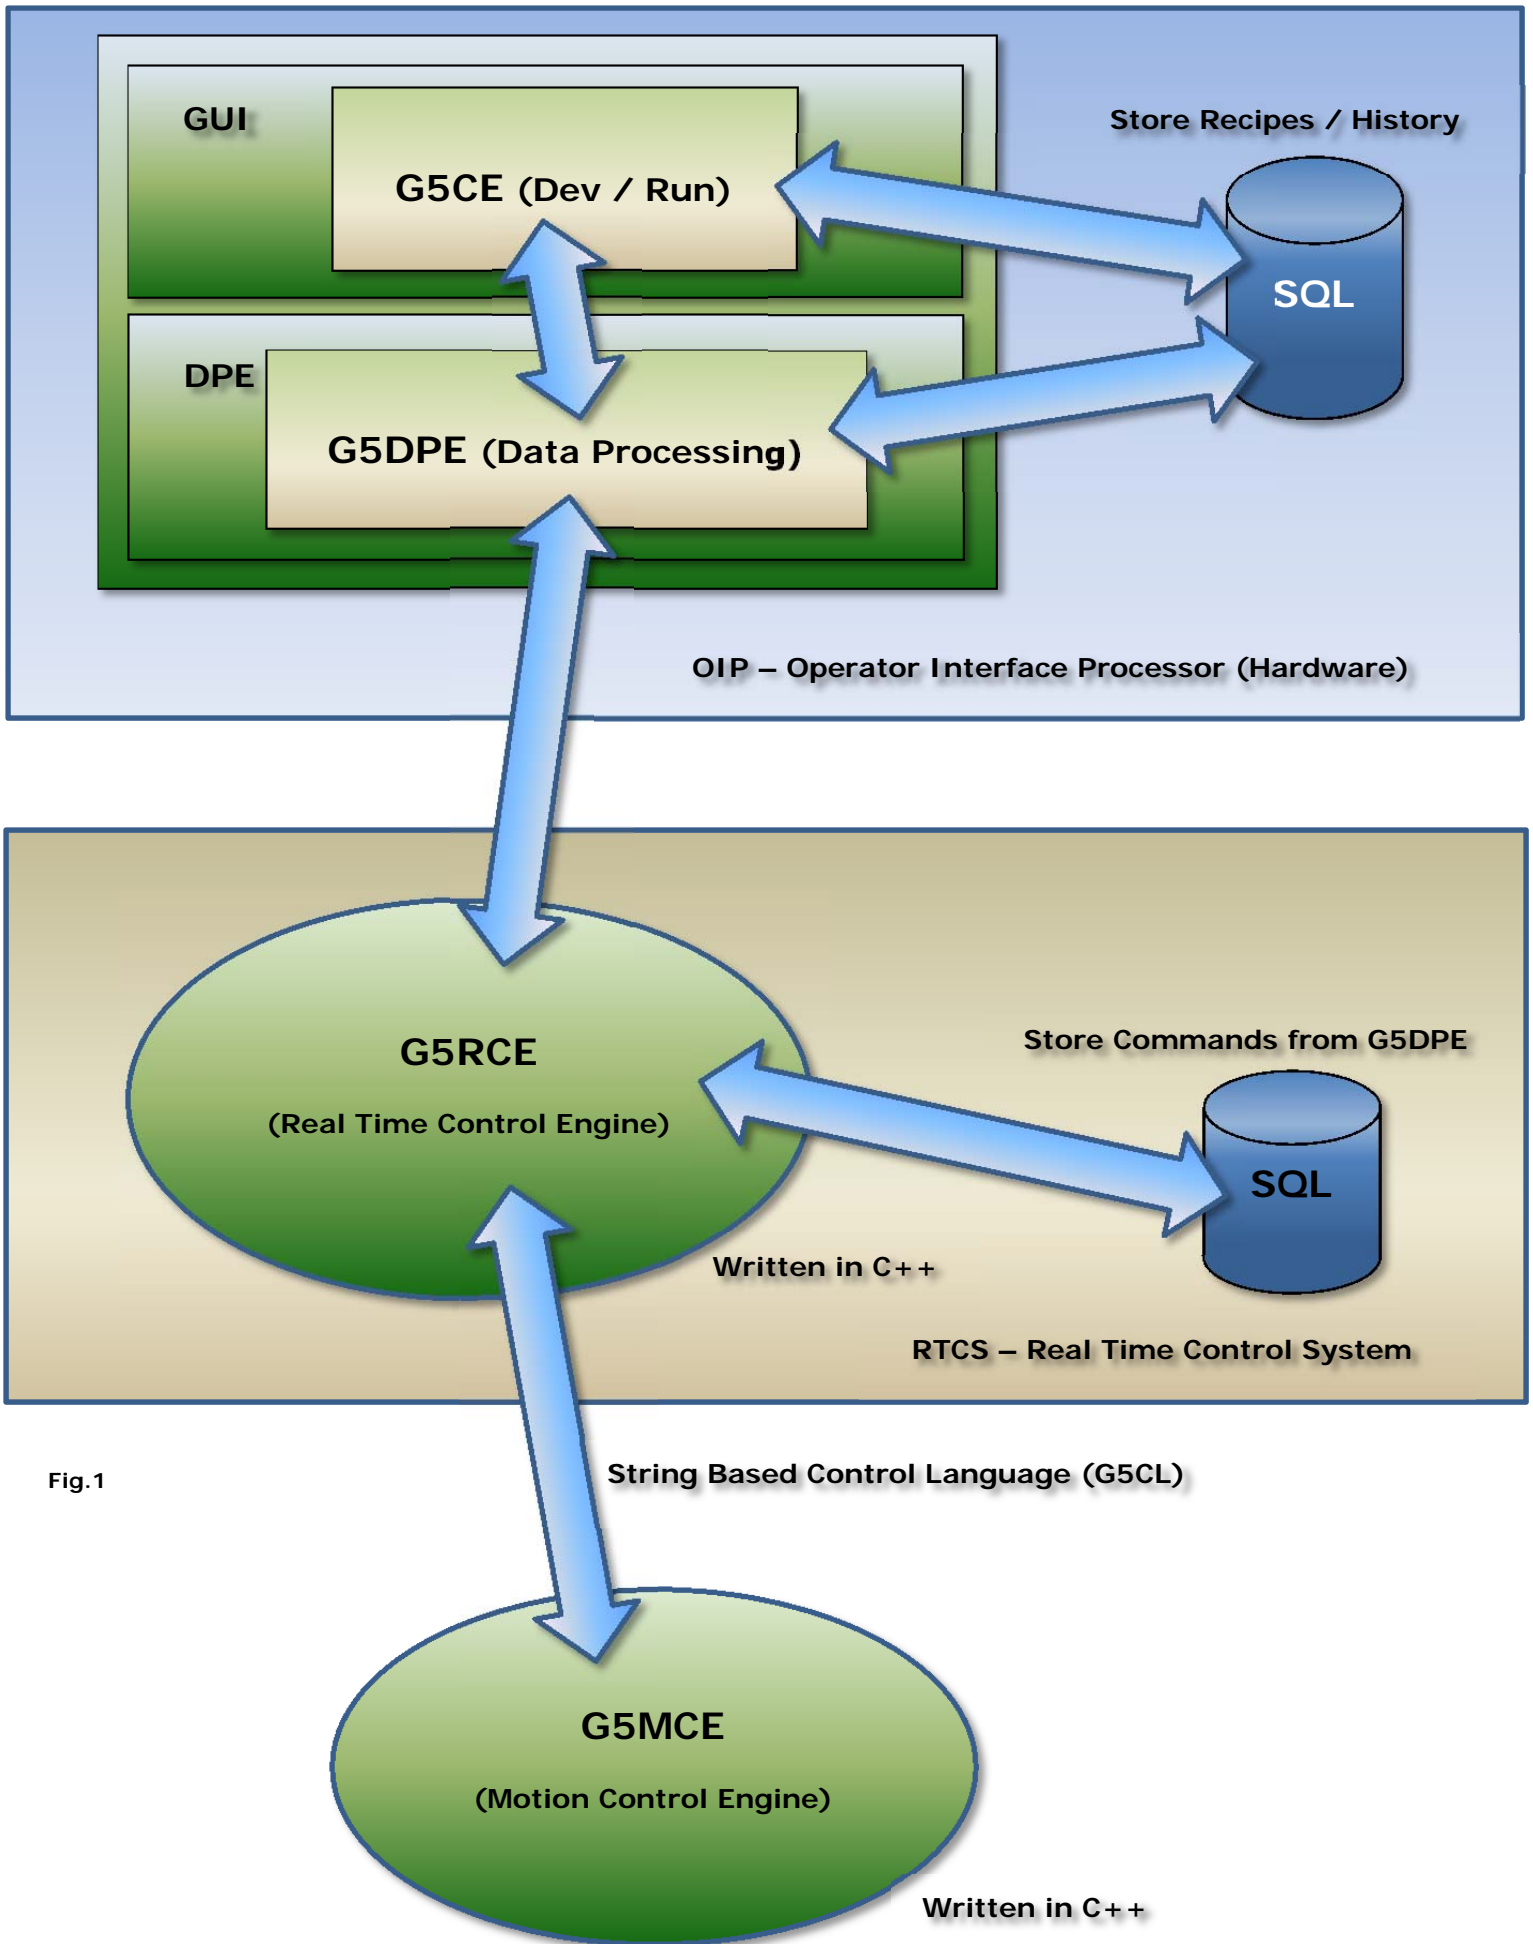 GUI
Store Recipes / History
G5CE (Dev / Run)
SQL
DPE
G5DPE (Data Processing)
OIP – Operator Interface Processor (Hardware)
G5RCE
(Real Time Control Engine)
Store Commands from G5DPE
SQL
Written in C++
RTCS – Real Time Control System
Fig.1
String Based Control Language (G5CL)
G5MCE
(Motion Control Engine)
Written in C++